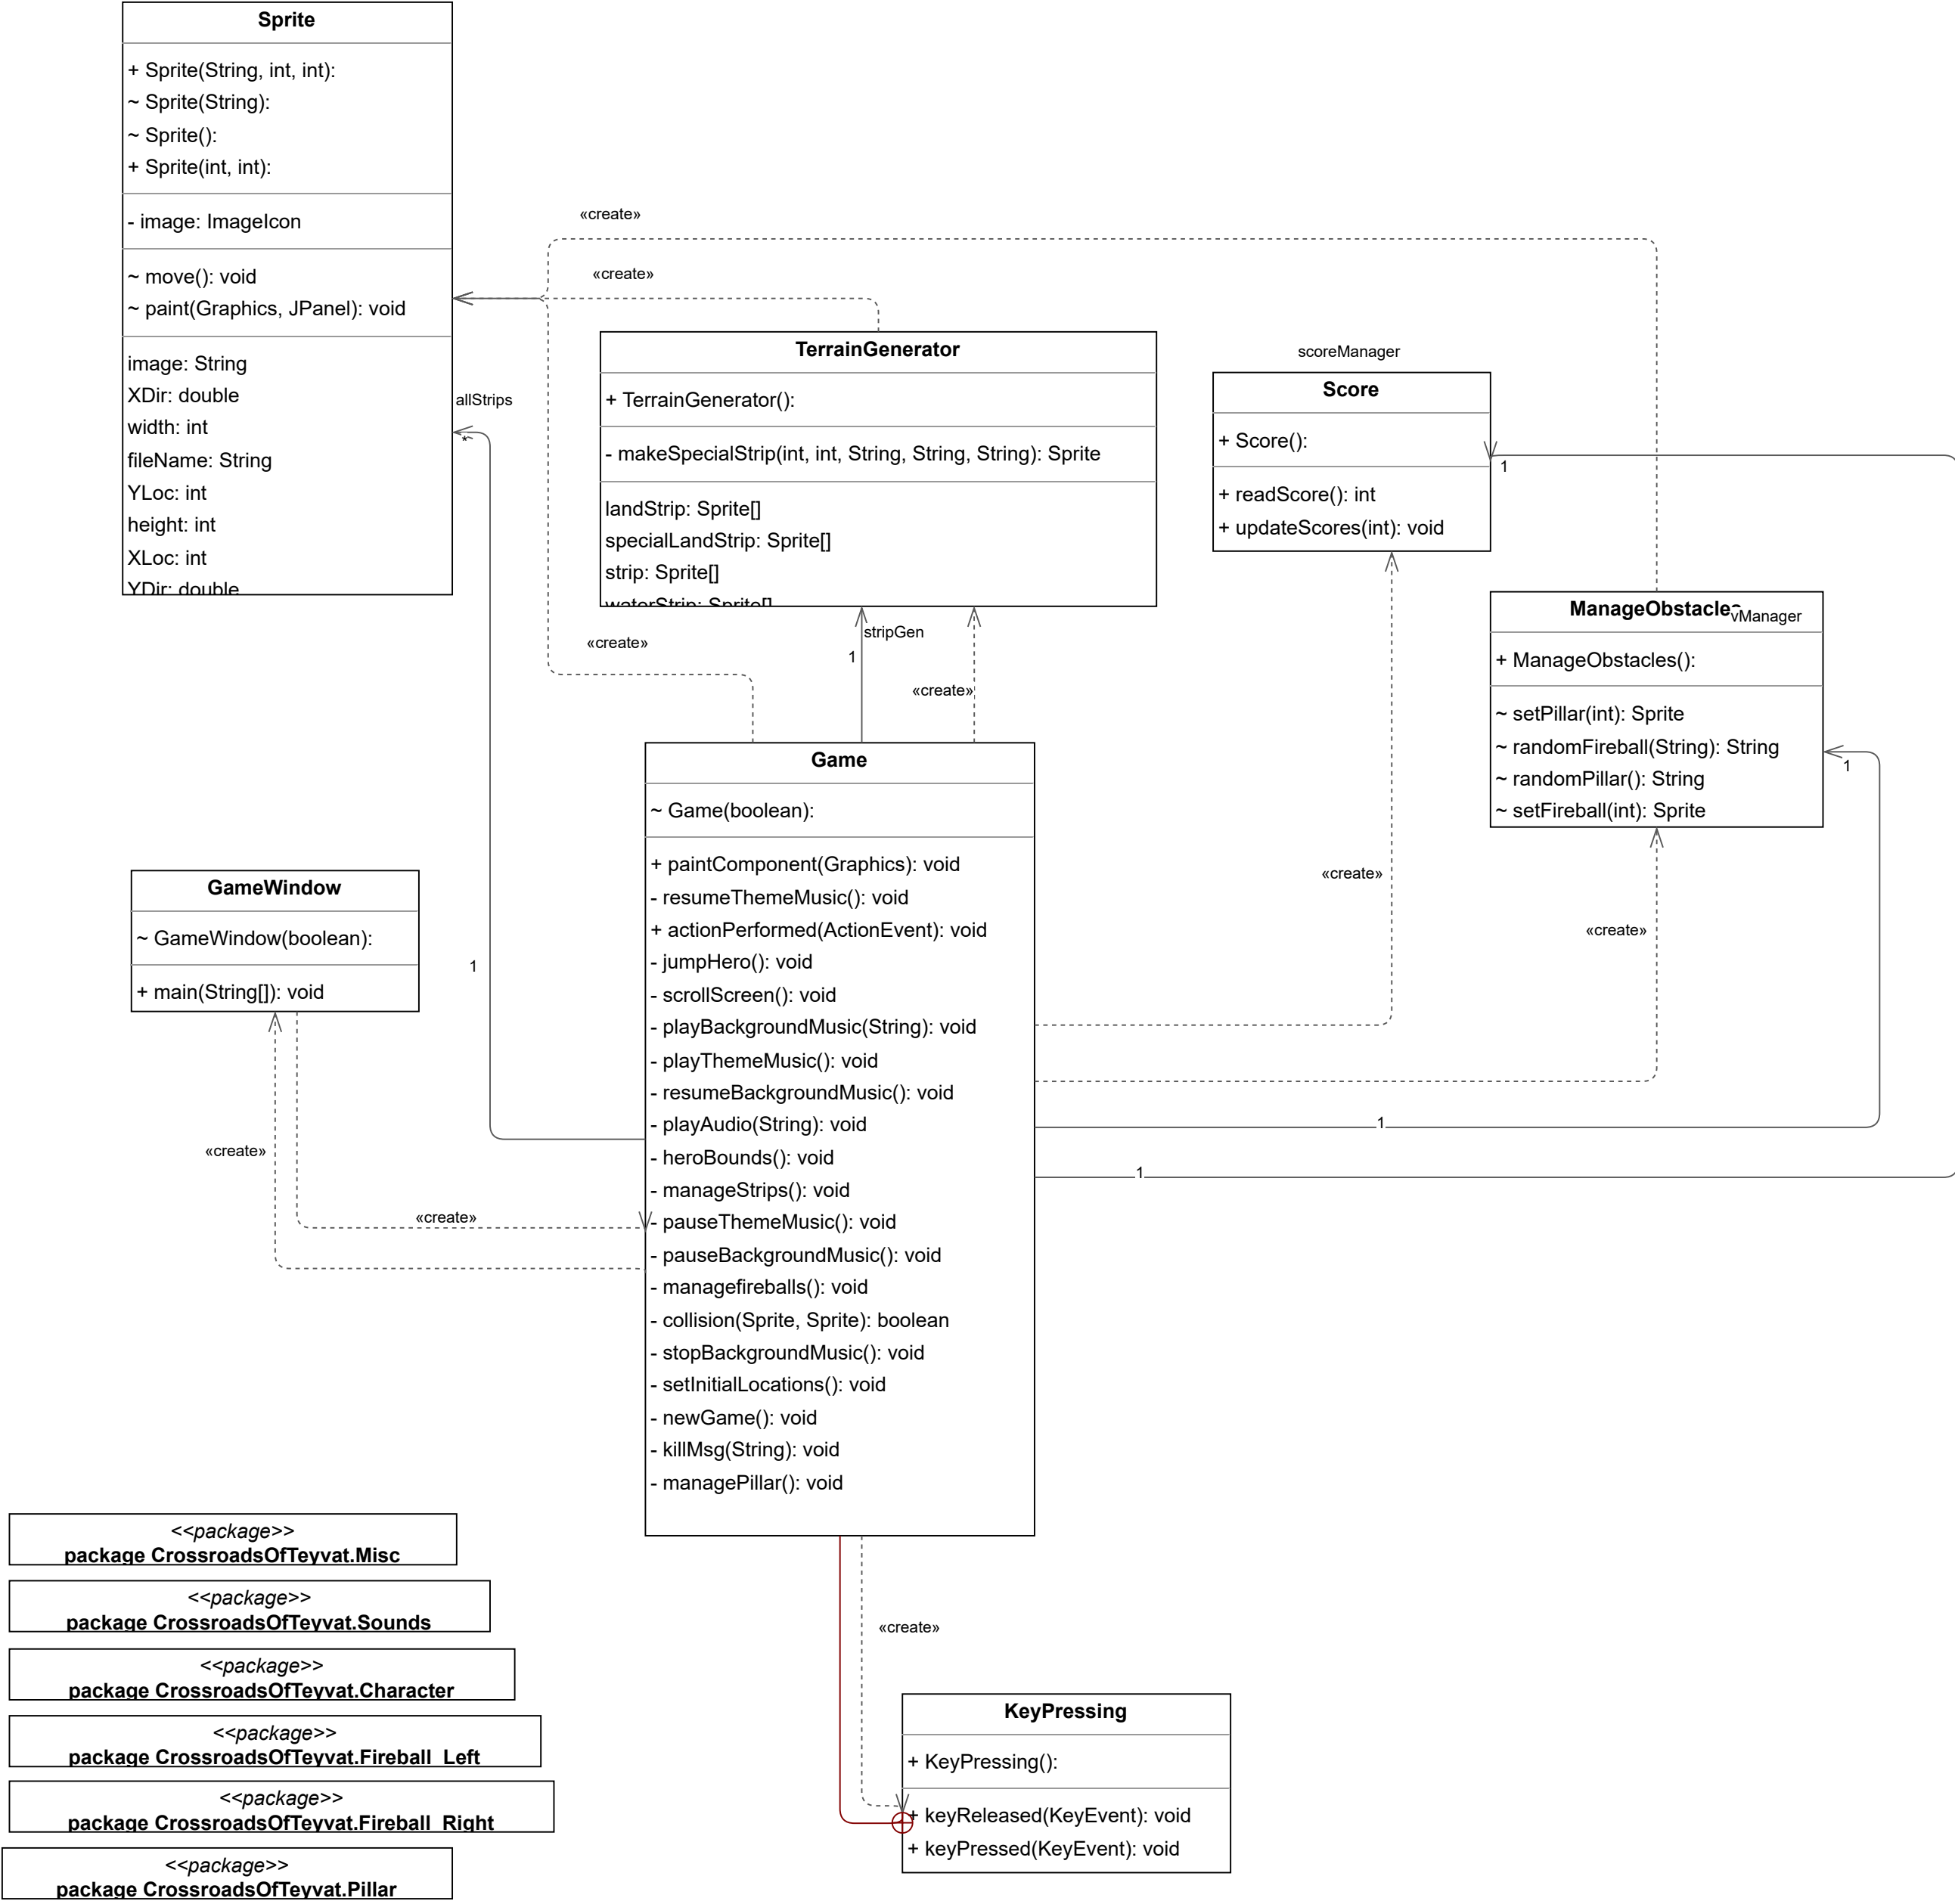 Sprite
+ Sprite(String, int, int):
~ Sprite(String):
~ Sprite():
+ Sprite(int, int):
- image: ImageIcon
~ move(): void
~ paint(Graphics, JPanel): void
image: String
XDir: double
width: int
fileName: String
YLoc: int
height: int
XLoc: int
YDir: double
«create»
«create»
allStrips
*
TerrainGenerator
+ TerrainGenerator():
- makeSpecialStrip(int, int, String, String, String): Sprite
landStrip: Sprite[]
specialLandStrip: Sprite[]
strip: Sprite[]
waterStrip: Sprite[]
scoreManager
Score
+ Score():
+ readScore(): int
+ updateScores(int): void
1
ManageObstacles
vManager
+ ManageObstacles():
~ setPillar(int): Sprite
~ randomFireball(String): String
~ randomPillar(): String
~ setFireball(int): Sprite
1
«create»
stripGen
1
«create»
Game
~ Game(boolean):
+ paintComponent(Graphics): void
- resumeThemeMusic(): void
+ actionPerformed(ActionEvent): void
- jumpHero(): void
- scrollScreen(): void
- playBackgroundMusic(String): void
- playThemeMusic(): void
- resumeBackgroundMusic(): void
- playAudio(String): void
- heroBounds(): void
- manageStrips(): void
- pauseThemeMusic(): void
- pauseBackgroundMusic(): void
- managefireballs(): void
- collision(Sprite, Sprite): boolean
- stopBackgroundMusic(): void
- setInitialLocations(): void
- newGame(): void
- killMsg(String): void
- managePillar(): void
«create»
«create»
1
1
GameWindow
~ GameWindow(boolean):
+ main(String[]): void
1
«create»
«create»
<<package>>
package CrossroadsOfTeyvat.Misc
<<package>>
package CrossroadsOfTeyvat.Sounds
<<package>>
package CrossroadsOfTeyvat.Character
<<package>>
package CrossroadsOfTeyvat.Fireball_Left
<<package>>
package CrossroadsOfTeyvat.Fireball_Right
<<package>>
package CrossroadsOfTeyvat.Pillar
«create»
KeyPressing
+ KeyPressing():
+ keyReleased(KeyEvent): void
+ keyPressed(KeyEvent): void